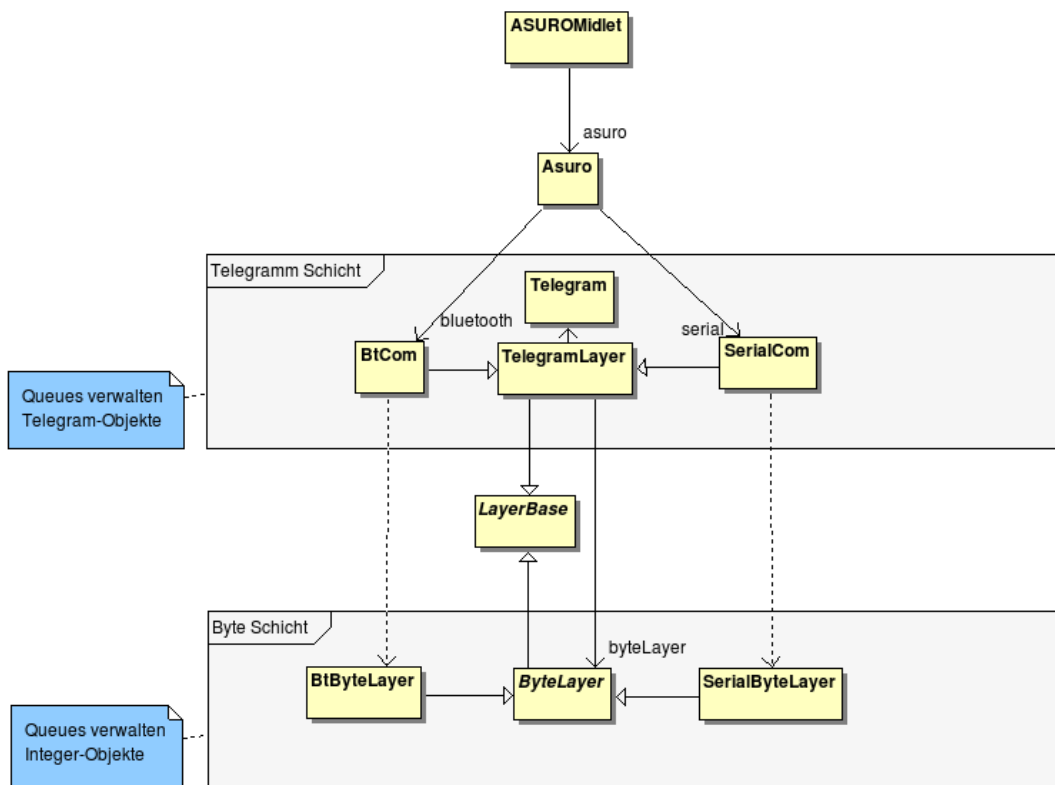 ASUROMidlet
asuro
Asuro
Telegramm Schicht
Telegram
bluetooth
serial
BtCom
TelegramLayer
SerialCom
Queues verwalten
Telegram-Objekte
LayerBase
Byte Schicht
byteLayer
BtByteLayer
ByteLayer
SerialByteLayer
Queues verwalten
Integer-Objekte